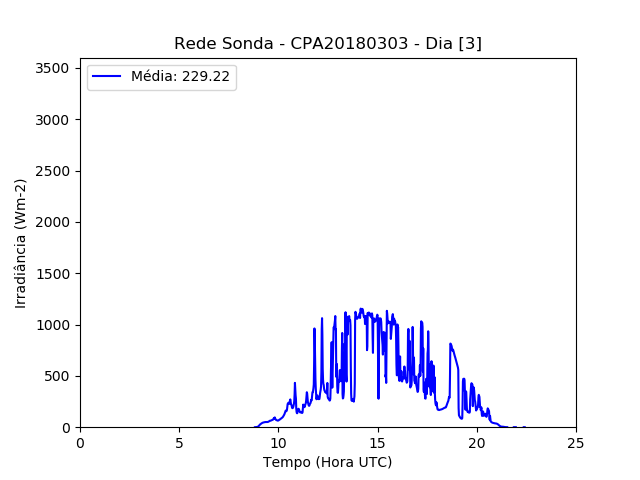 Rede Sonda - CPA20180303 - Dia [3]
Média: 229.22
3500
3000
2500
2000
1500
1000
500
0
Irradiância (Wm-2)
0 5 10 15 20 25
Tempo (Hora UTC)